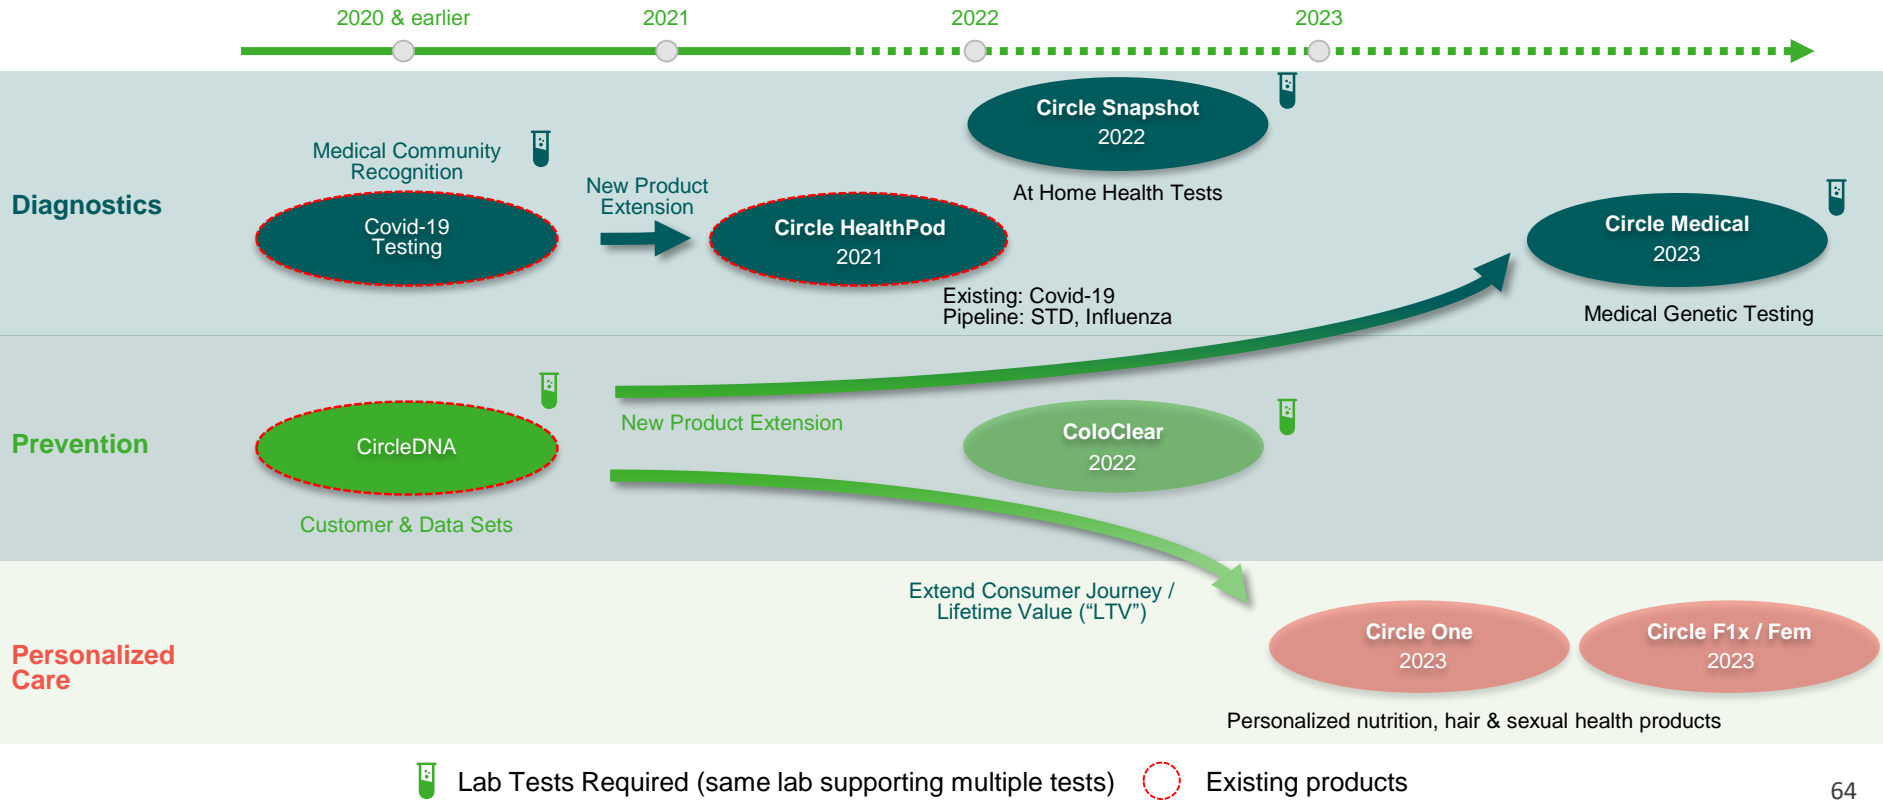 2020 & earlier
2021
2022
2023
Diagnostics
Medical Community
Recognition
Covid-19
Testing
New Product
Extension
Circle HealthPod
2021
Existing: Covid-19
Pipeline: STD, Influenza
Circle Snapshot
2022
At Home Health Tests
Circle Medical
2023
Medical Genetic Testing
Prevention
CircleDNA
Customer & Data Sets
New Product Extension
ColoClear
2022
Personalized
Care
Extend Consumer Journey /
Lifetime Value (“LTV”)
Circle One
2023
Circle F1x / Fem
2023
Personalized nutrition, hair & sexual health products
Lab Tests Required (same lab supporting multiple tests)
Existing products
64